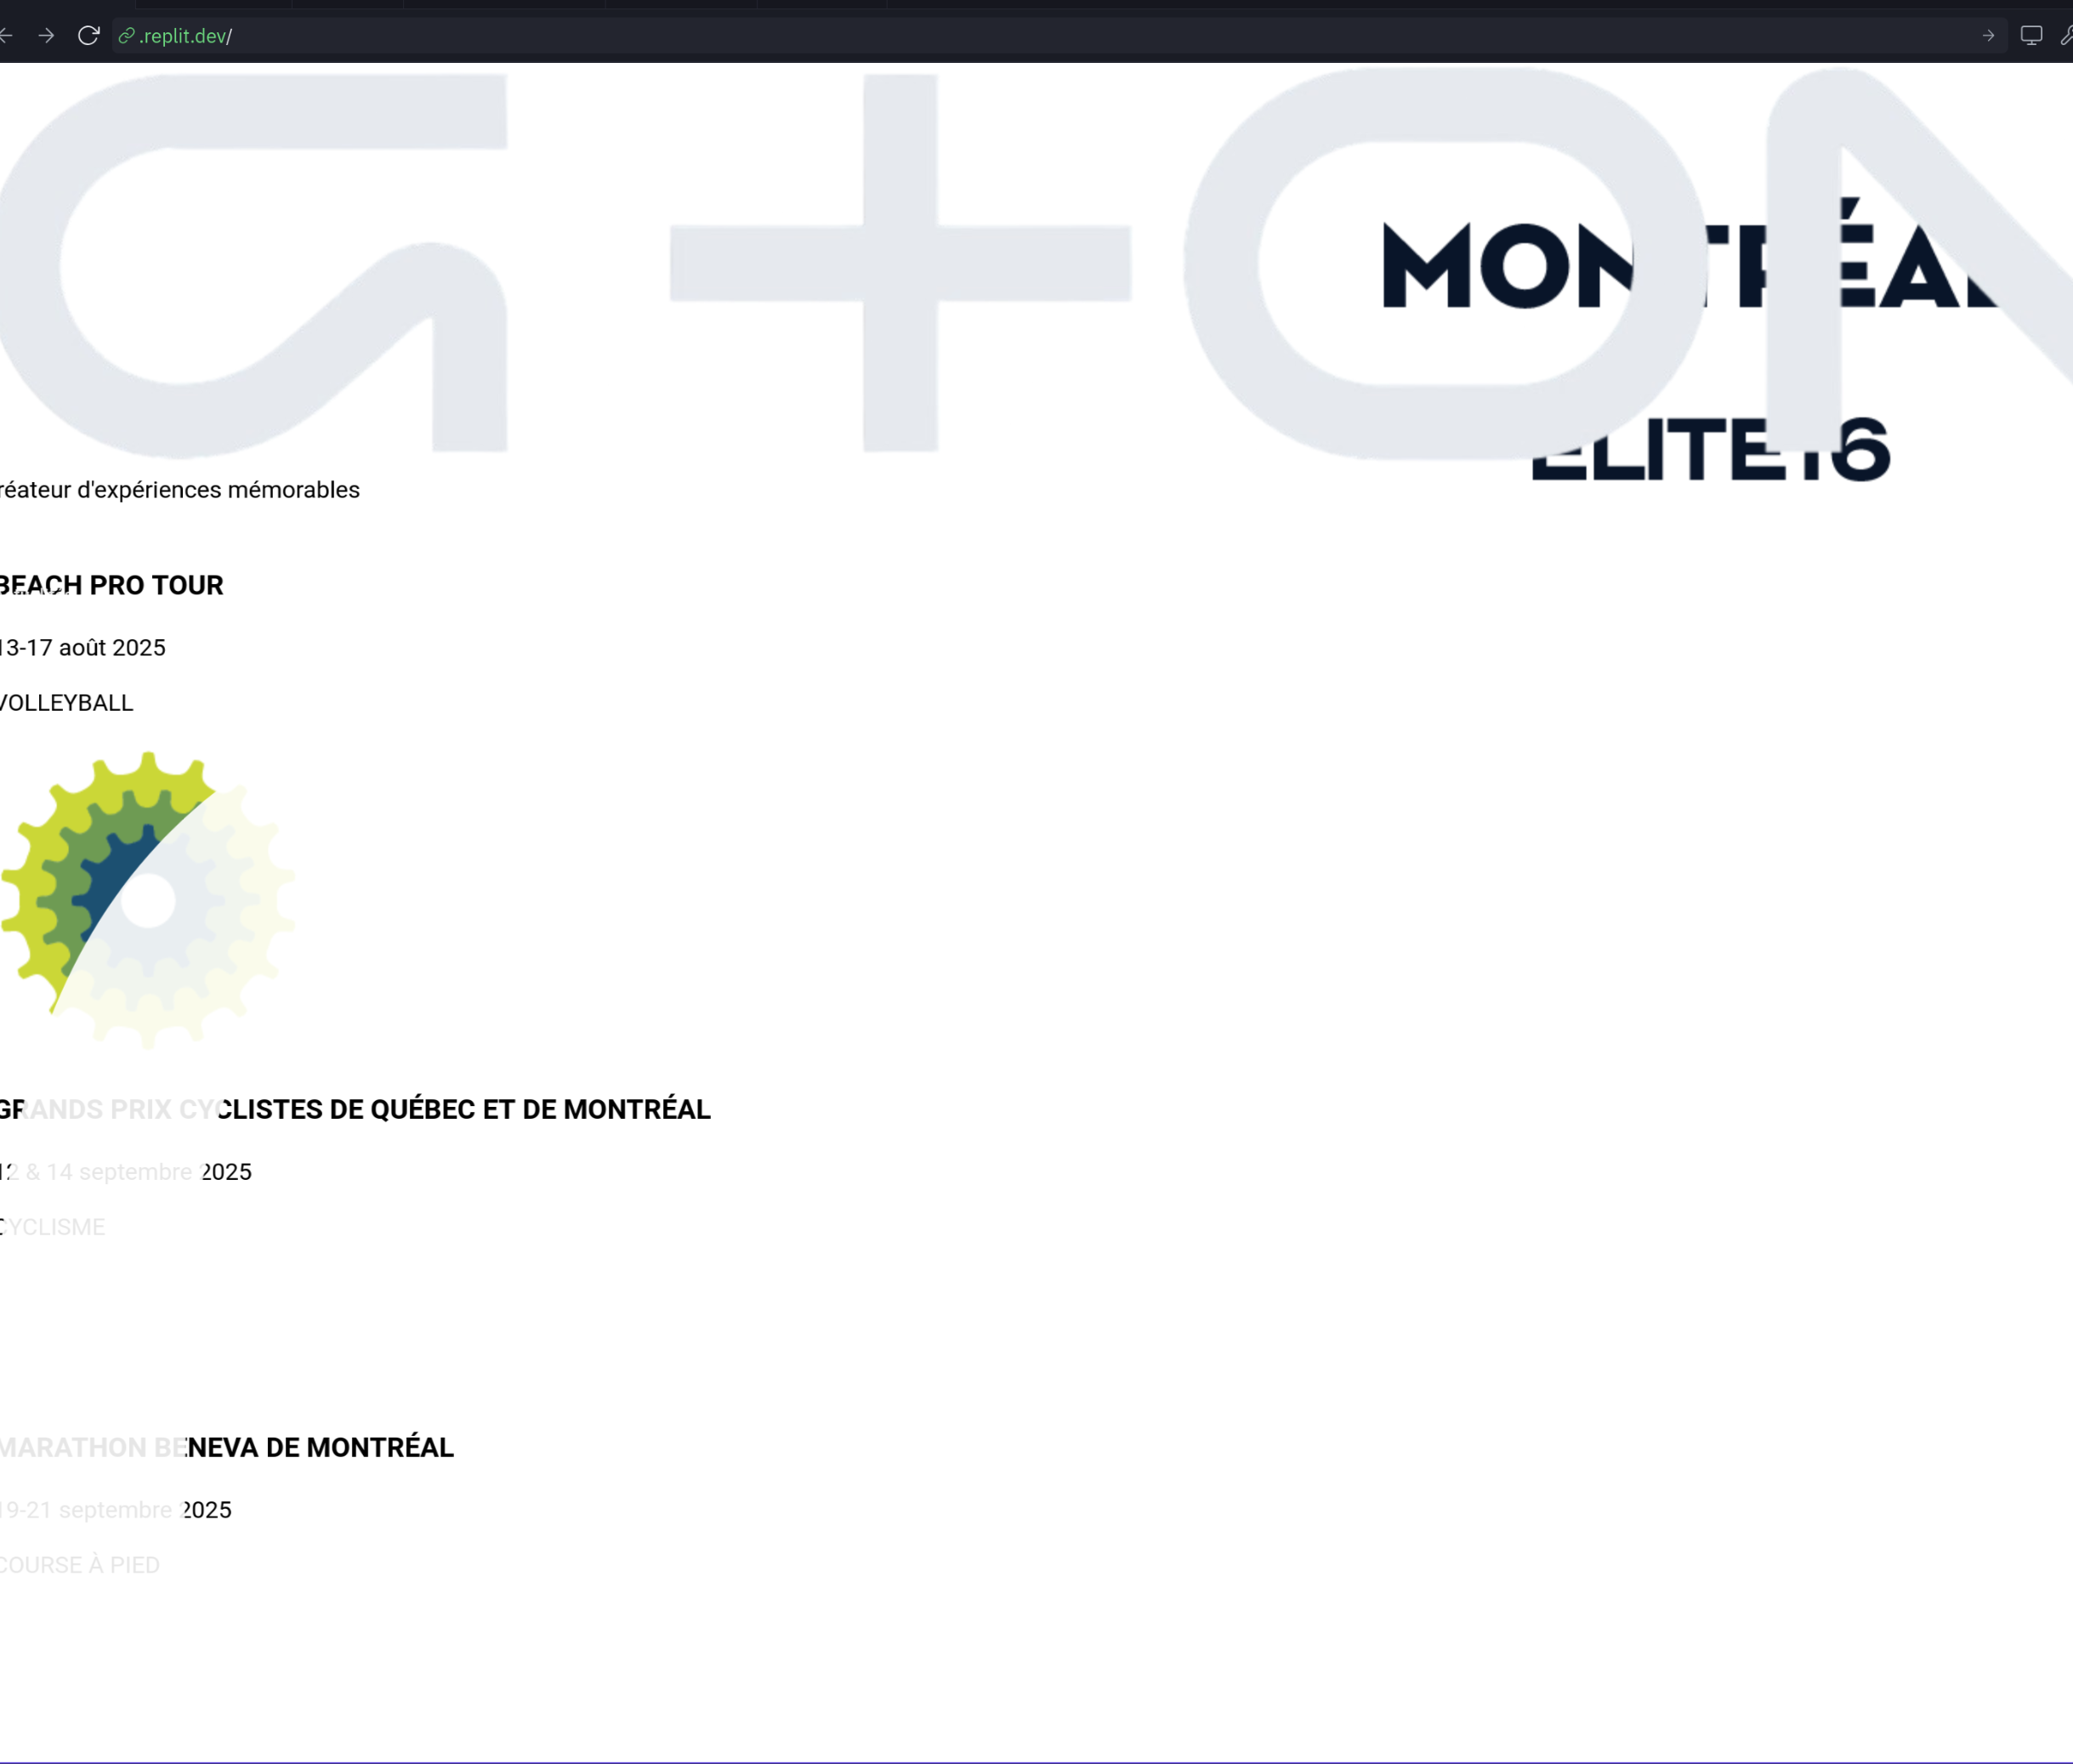 .replit.dev/
MONTRÉAL
ELITE16
réateur d'expériences mémorables
BEACH PRO TOUR
13-17 août 2025
VOLLEYBALL
GRANDS PRIX CYCLISTES DE QUÉBEC ET DE MONTRÉAL
12 & 14 septembre 2025
CYCLISME
MARATHON BENEVA DE MONTRÉAL
19-21 septembre 2025
COURSE À PIED